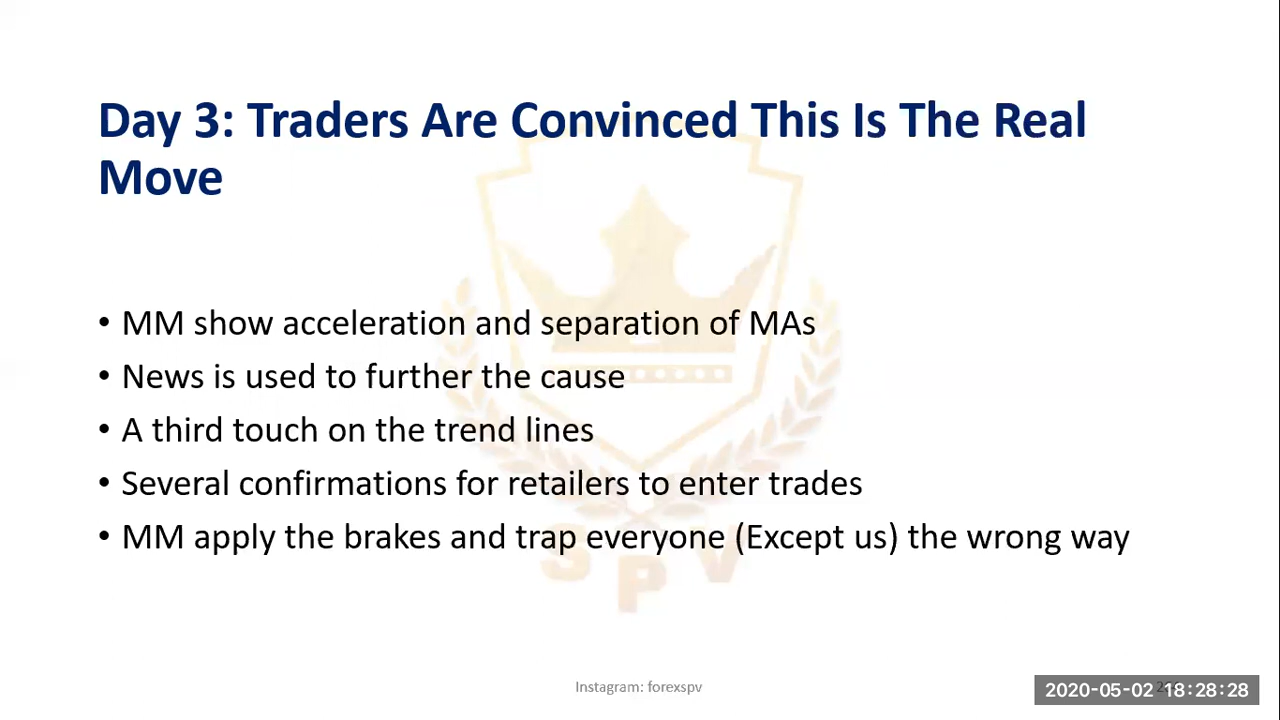 Day 3: Traders Are Convinced This Is The Real
Move
• MM show acceleration and separation of MAs
• News is used to further the cause
• A third touch on the trend lines
• Several confirmations for retailers to enter trades
• MM apply the brakes and trap everyone (Except us) the wrong way
SPV
Instagram: forexspv
2020-05-02 18:28:28